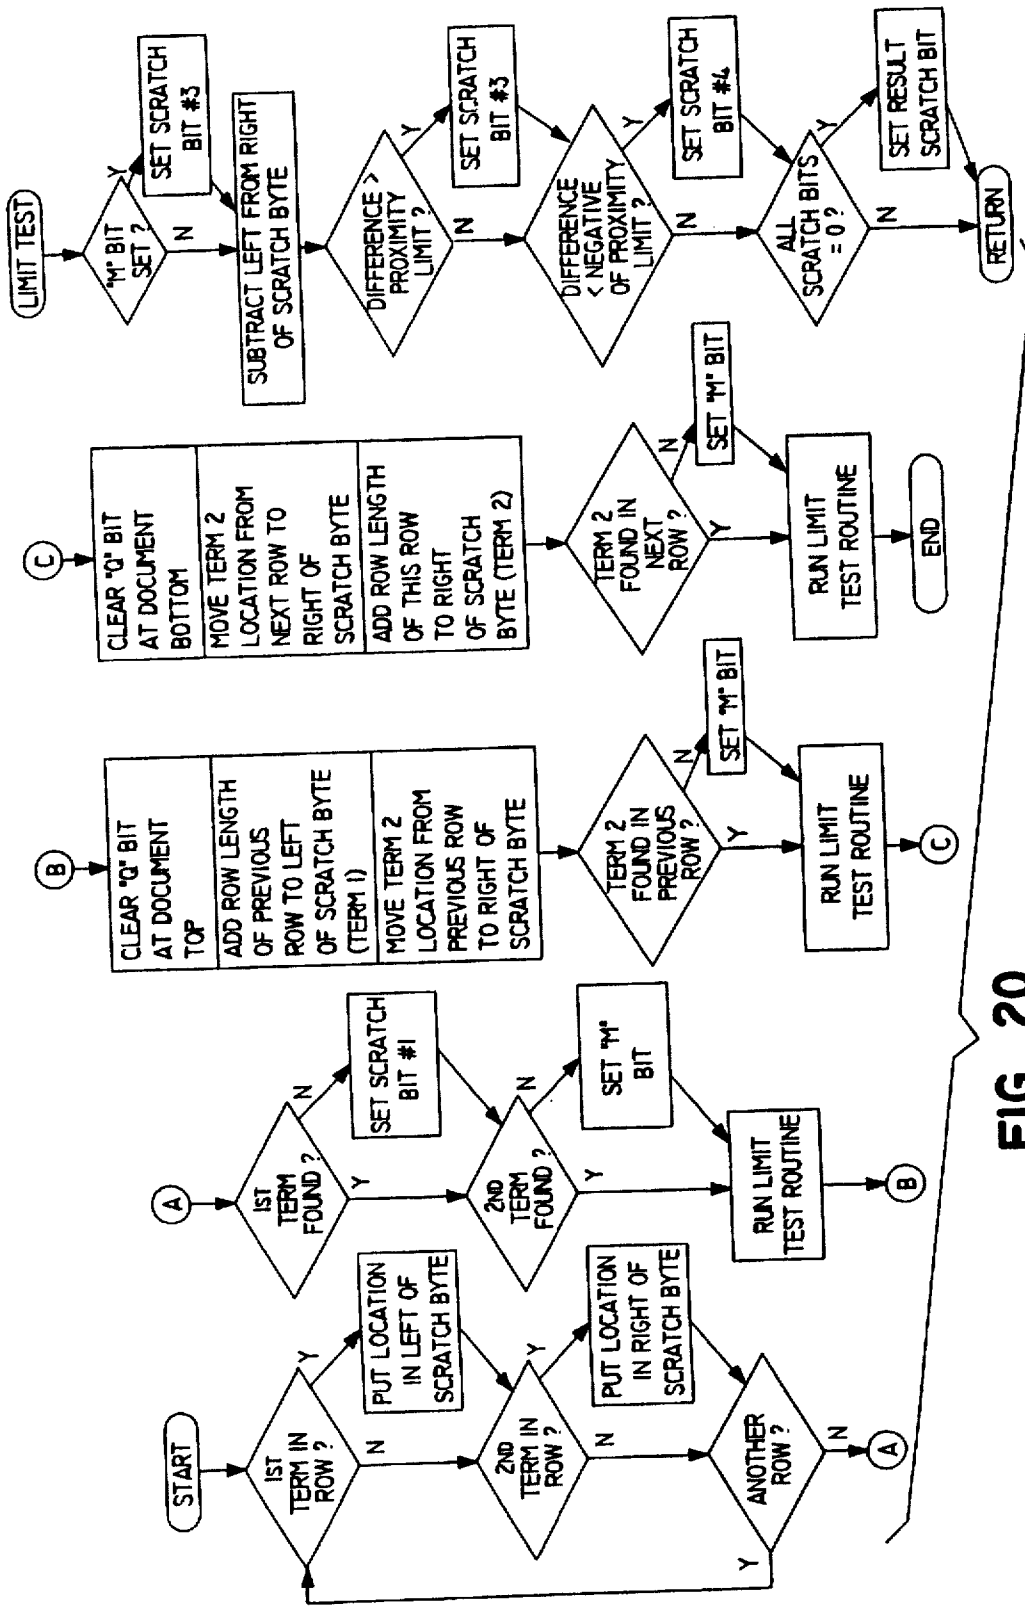 START
1ST
TERM IN
ROW ?
Y
N
PUT LOCATION
IN LEFT OF
SCRATCH BYTE
2ND
TERM IN
ROW ?
Y
N
PUT LOCATION
IN RIGHT OF
SCRATCH BYTE
ANOTHER
ROW ?
Y
N
A
A
1ST
TERM
FOUND ?
N
Y
SET SCRATCH
BIT #1
2ND
TERM
FOUND ?
N
Y
SET "M"
BIT
RUN LIMIT
TEST ROUTINE
B
B
CLEAR "Q" BIT
AT DOCUMENT
TOP
ADD ROW LENGTH
OF PREVIOUS
ROW TO LEFT
OF SCRATCH BYTE
(TERM 1)
MOVE TERM 2
LOCATION FROM
PREVIOUS ROW
TO RIGHT OF
SCRATCH BYTE
TERM 2
FOUND IN
PREVIOUS
ROW ?
N
Y
SET "M" BIT
RUN LIMIT
TEST ROUTINE
C
C
CLEAR "Q" BIT
AT DOCUMENT
BOTTOM
MOVE TERM 2
LOCATION FROM
NEXT ROW TO
RIGHT OF
SCRATCH BYTE
ADD ROW LENGTH
OF THIS ROW
TO RIGHT
OF SCRATCH
BYTE (TERM 2)
TERM 2
FOUND IN
NEXT
ROW ?
N
Y
SET "M" BIT
RUN LIMIT
TEST ROUTINE
END
LIMIT TEST
"M" BIT
SET ?
Y
N
SET SCRATCH
BIT #3
SUBTRACT LEFT FROM RIGHT
OF SCRATCH BYTE
DIFFERENCE >
PROXIMITY
LIMIT ?
Y
N
SET SCRATCH
BIT #3
DIFFERENCE
< NEGATIVE
OF PROXIMITY
LIMIT ?
Y
N
SET SCRATCH
BIT #4
ALL
SCRATCH BITS
= 0 ?
Y
N
SET RESULT
SCRATCH BIT
RETURN
FIG 20